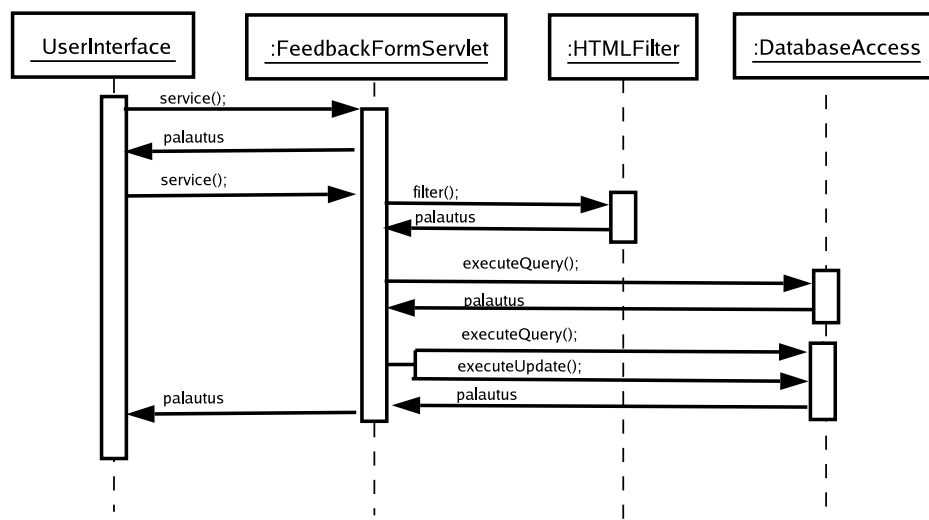 UserInterface
:FeedbackFormServlet
:HTMLFilter
:DatabaseAccess
service();
palautus
service();
filter();
palautus
executeQuery();
palautus
executeQuery();
executeUpdate();
palautus
palautus